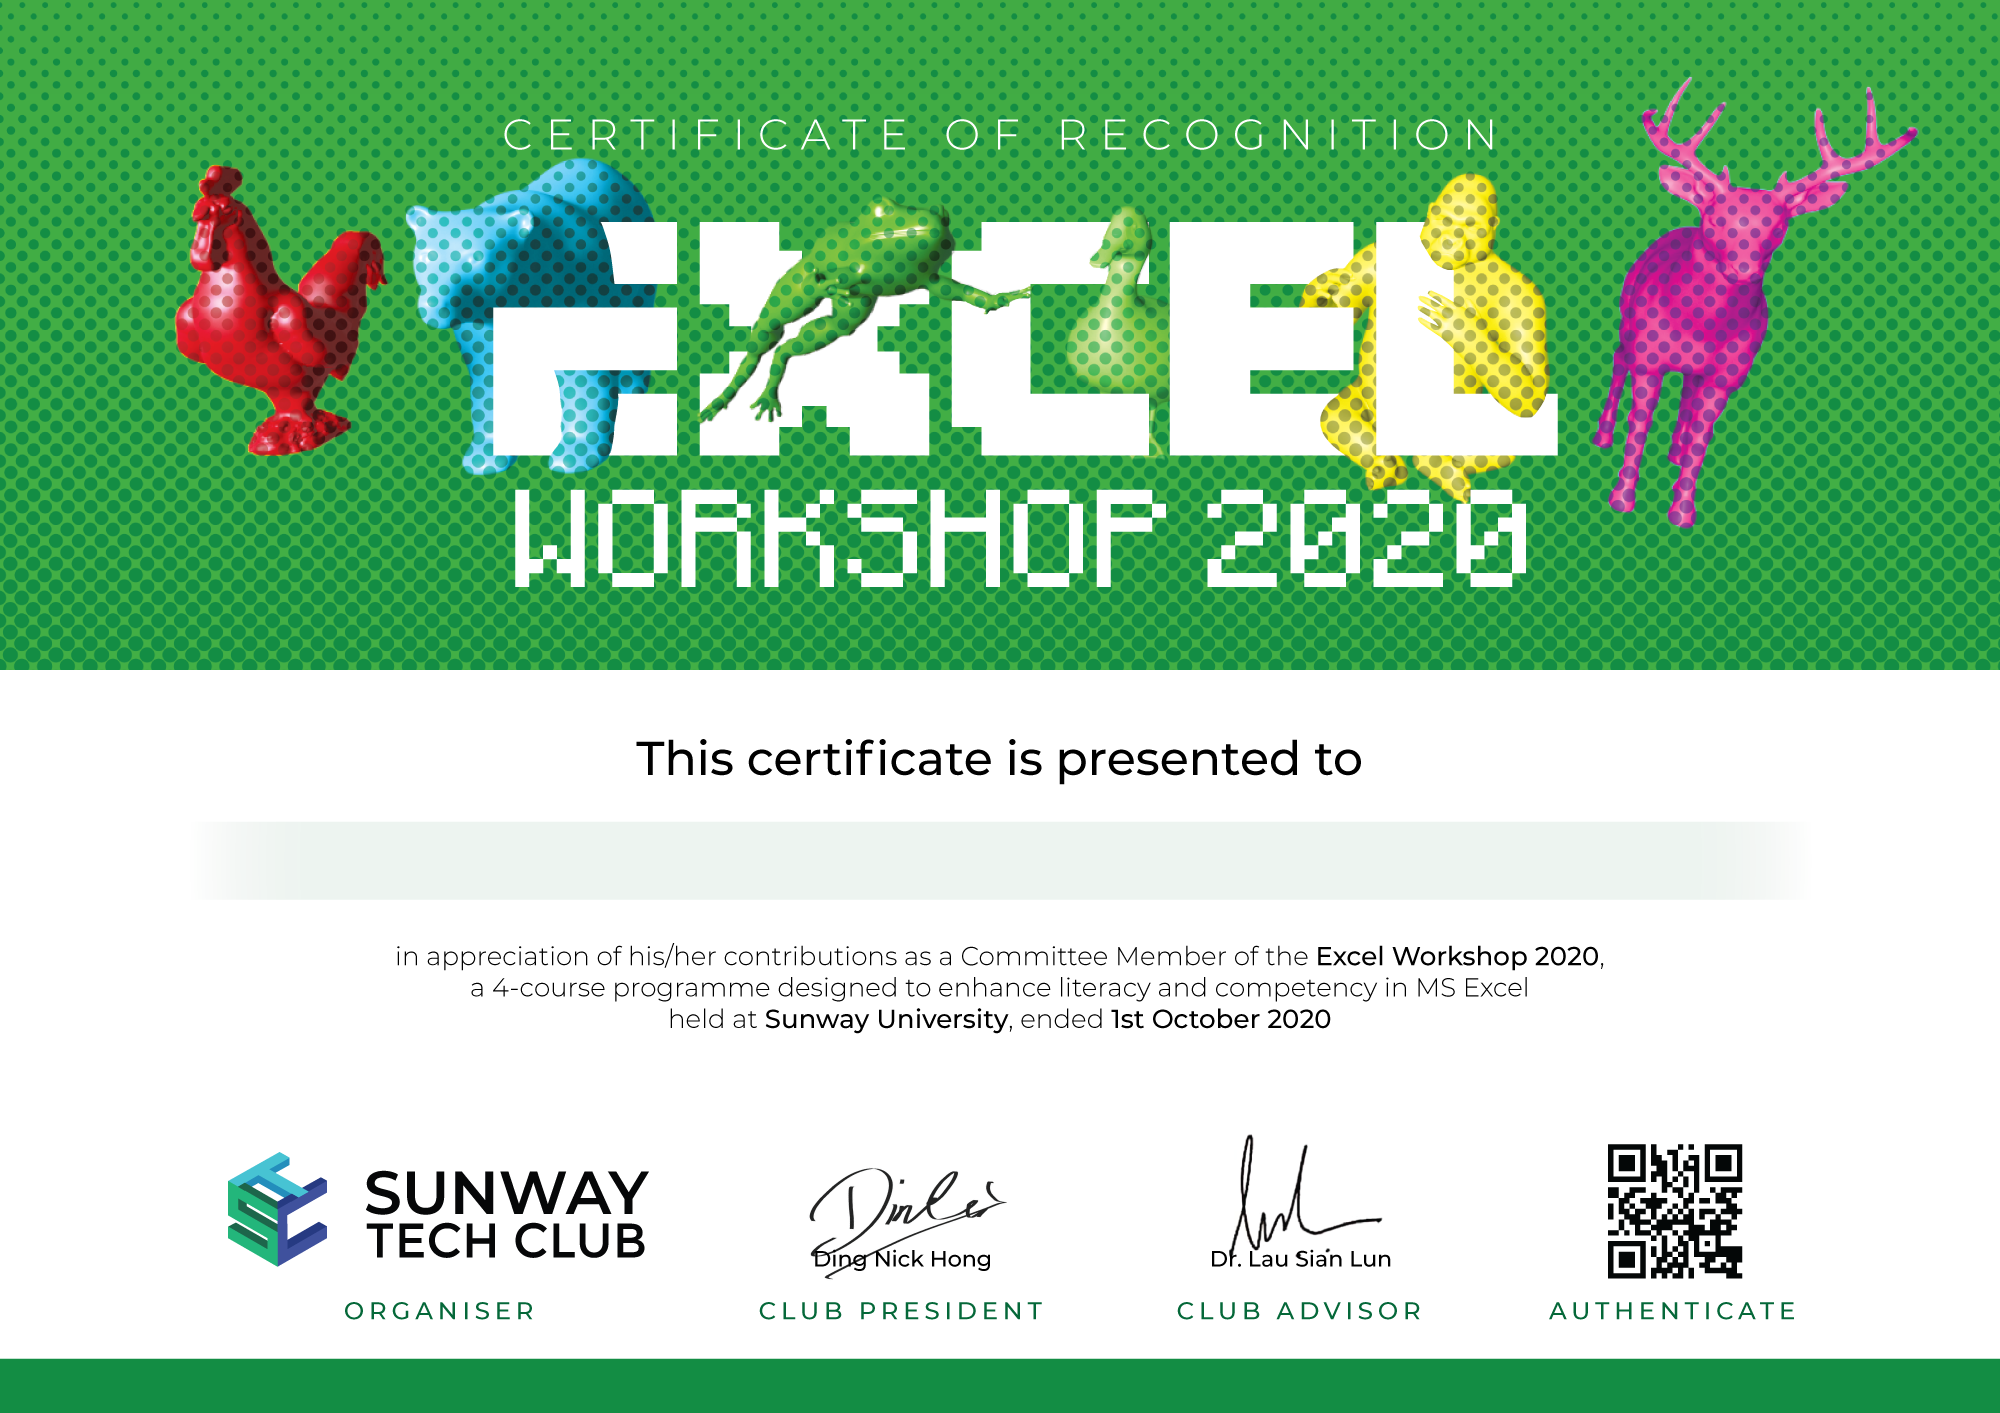 CERTIFICATE OF RECOGNITION
EXCEL
WORKSHOP 2020
This certificate is presented to
in appreciation of his/her contributions as a Committee Member of the Excel Workshop 2020,
a 4-course programme designed to enhance literacy and competency in MS Excel
held at Sunway University, ended 1st October 2020
SUNWAY
TECH CLUB
ORGANISER
Ding Nick Hong
CLUB PRESIDENT
Dr. Lau Sian Lun
CLUB ADVISOR
AUTHENTICATE